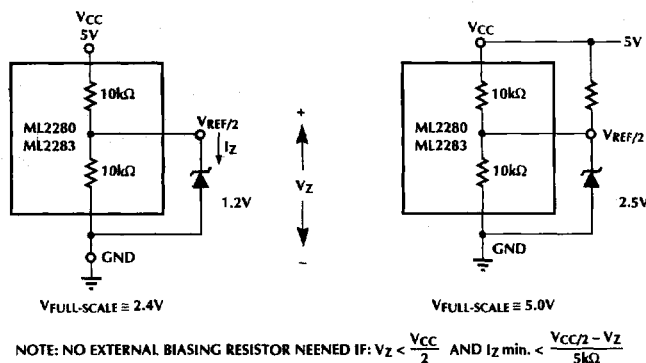 VCC
5V
10kΩ
ML2280
ML2283
VREF/2
IZ
10kΩ
1.2V
GND
VFULL-SCALE ≅ 2.4V
+
VZ
–
VCC
5V
10kΩ
ML2280
ML2283
VREF/2
10kΩ
2.5V
GND
VFULL-SCALE ≅ 5.0V
NOTE: NO EXTERNAL BIASING RESISTOR NEENED IF: VZ < VCC/2 AND IZ min. < VCC/2 – VZ/5kΩ